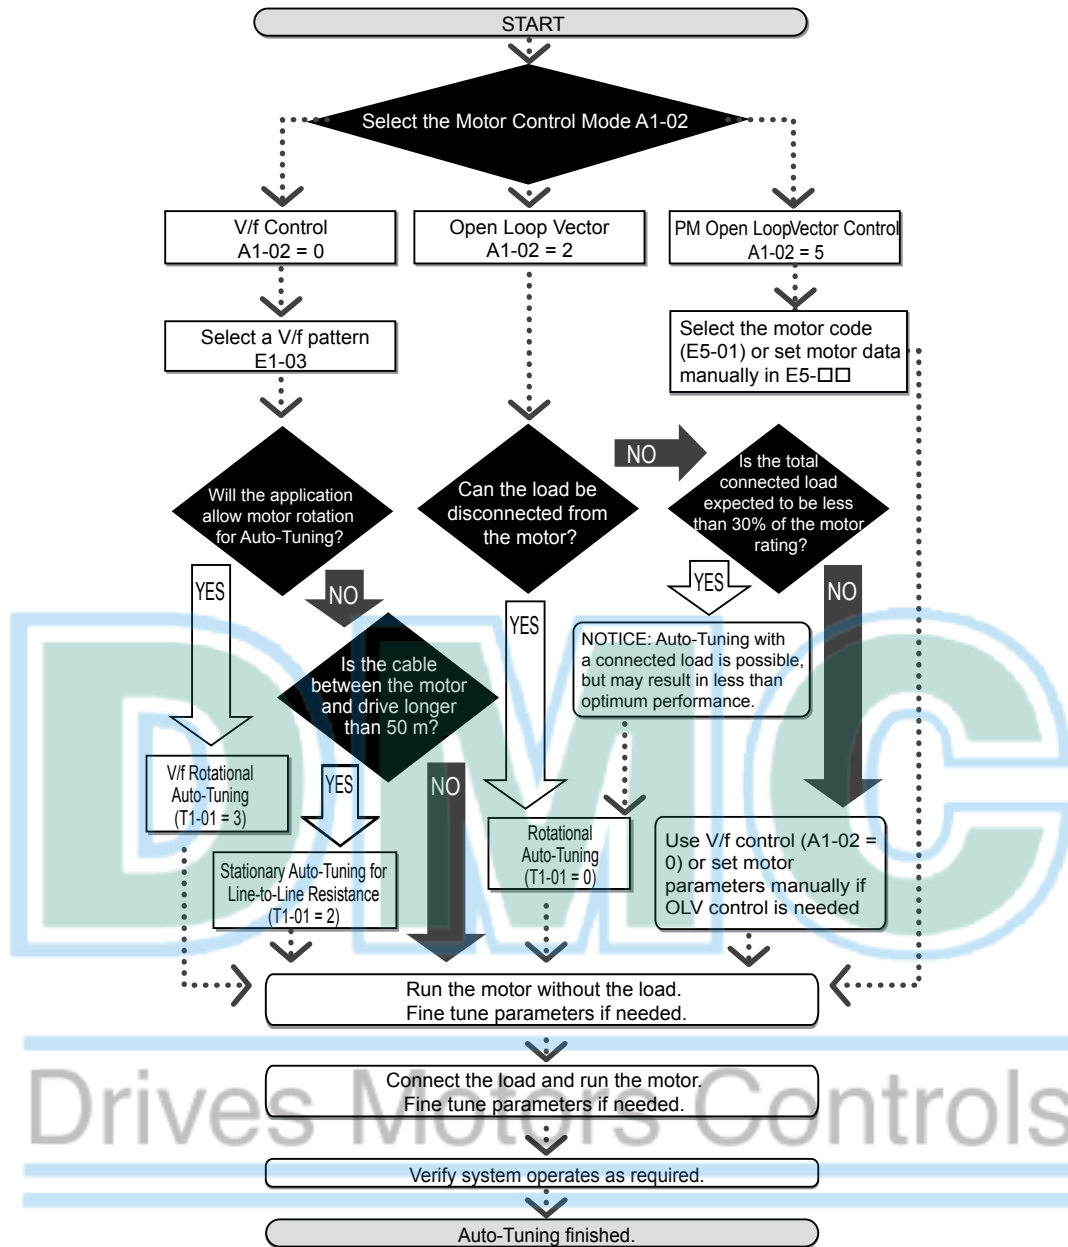 START
Select the Motor Control Mode A1-02
V/f Control
A1-02 = 0
Open Loop Vector
A1-02 = 2
PM Open LoopVector Control
A1-02 = 5
Select a V/f pattern
E1-03
Select the motor code
(E5-01) or set motor data
manually in E5-□□
Will the application
allow motor rotation
for Auto-Tuning?
Can the load be
disconnected from
the motor?
NO
Is the total
connected load
expected to be less
than 30% of the motor
rating?
YES
NO
YES
YES
NO
Is the cable
between the motor
and drive longer
than 50 m?
NOTICE: Auto-Tuning with
a connected load is possible,
but may result in less than
optimum performance.
V/f Rotational
Auto-Tuning
(T1-01 = 3)
YES
NO
Stationary Auto-Tuning for
Line-to-Line Resistance
(T1-01 = 2)
Rotational
Auto-Tuning
(T1-01 = 0)
Use V/f control (A1-02 =
0) or set motor
parameters manually if
OLV control is needed
DMC
Run the motor without the load.
Fine tune parameters if needed.
Connect the load and run the motor.
Fine tune parameters if needed.
Drives Motors Controls
Verify system operates as required.
Auto-Tuning finished.